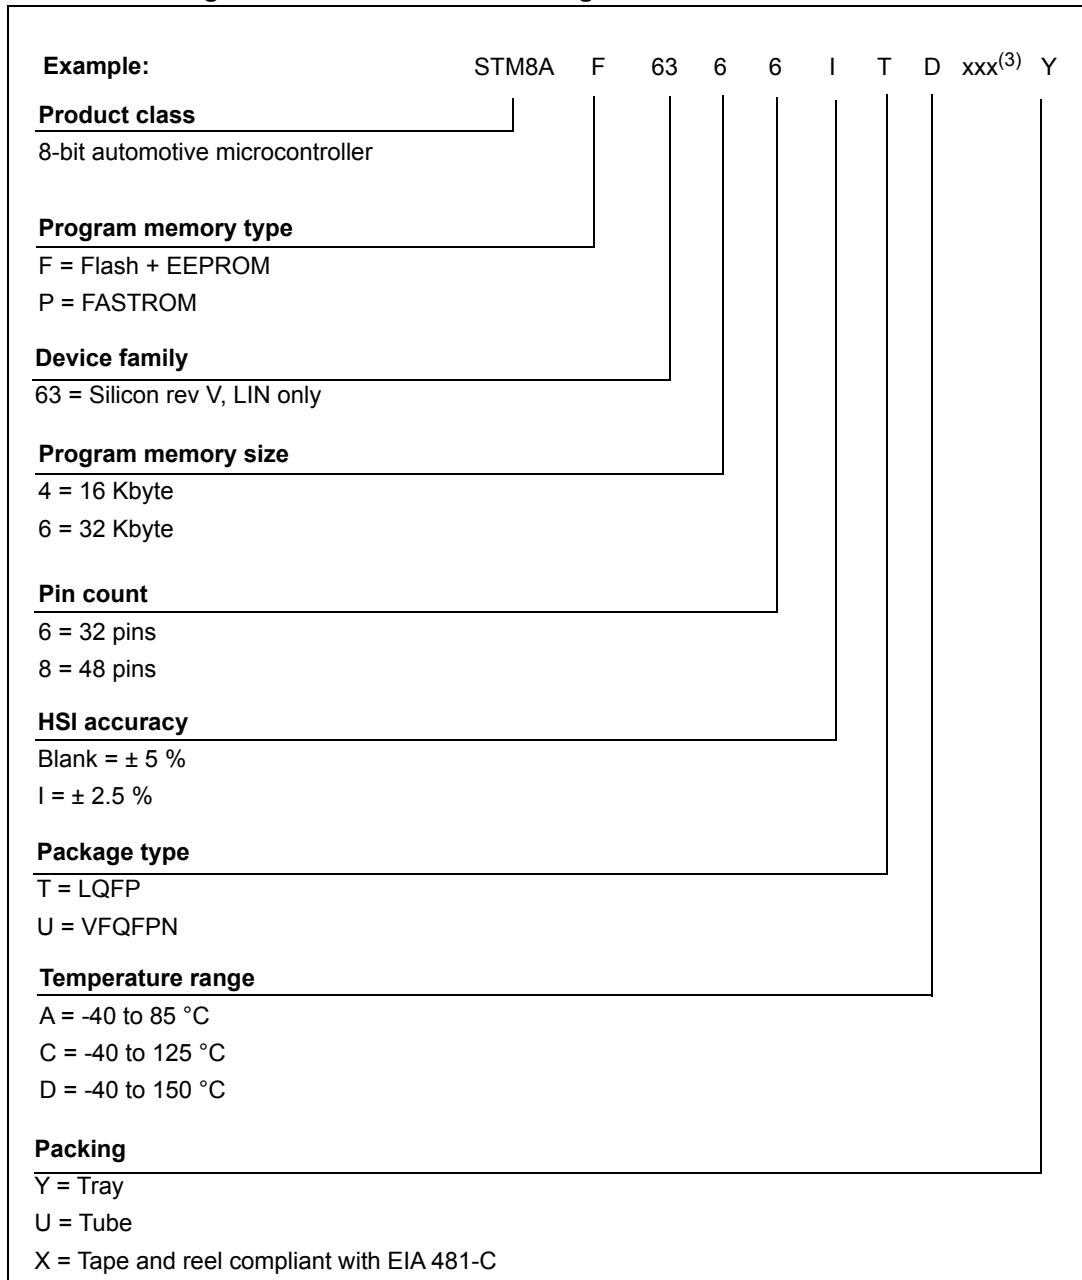 Example: STM8A F 63 6 6 I T D xxx(3) Y
Product class
8-bit automotive microcontroller
Program memory type
F = Flash + EEPROM
P = FASTROM
Device family
63 = Silicon rev V, LIN only
Program memory size
4 = 16 Kbyte
6 = 32 Kbyte
Pin count
6 = 32 pins
8 = 48 pins
HSI accuracy
Blank = ± 5 %
I = ± 2.5 %
Package type
T = LQFP
U = VFQFPN
Temperature range
A = -40 to 85 °C
C = -40 to 125 °C
D = -40 to 150 °C
Packing
Y = Tray
U = Tube
X = Tape and reel compliant with EIA 481-C